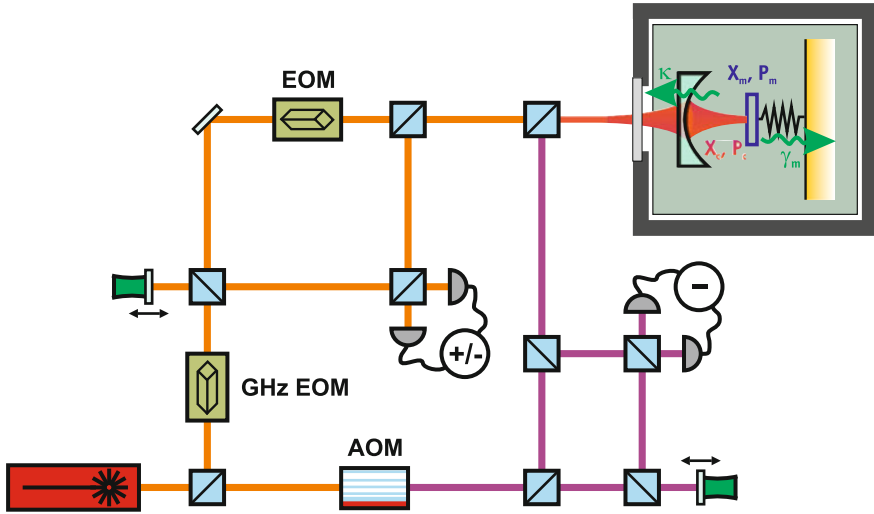 EOM
X_m, P_m
κ
X_c, P_c
γ_m
−
+/-
GHz EOM
AOM